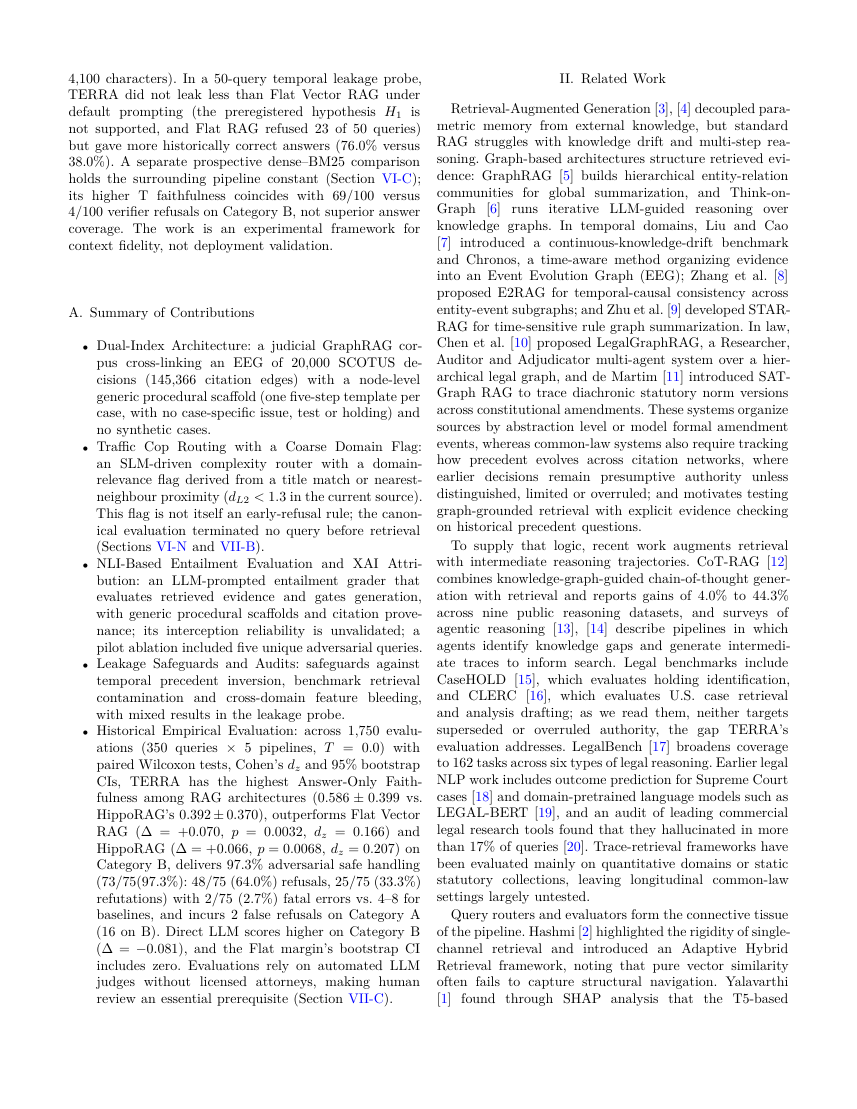 4,100 characters). In a 50-query temporal leakage probe,
TERRA did not leak less than Flat Vector RAG under
default prompting (the preregistered hypothesis H1 is
not supported, and Flat RAG refused 23 of 50 queries)
but gave more historically correct answers (76.0% versus
38.0%). A separate prospective dense–BM25 comparison
holds the surrounding pipeline constant (Section VI-C);
its higher T faithfulness coincides with 69/100 versus
4/100 verifier refusals on Category B, not superior answer
coverage. The work is an experimental framework for
context fidelity, not deployment validation.
A. Summary of Contributions
• Dual-Index Architecture: a judicial GraphRAG cor-
pus cross-linking an EEG of 20,000 SCOTUS de-
cisions (145,366 citation edges) with a node-level
generic procedural scaffold (one five-step template per
case, with no case-specific issue, test or holding) and
no synthetic cases.
• Traffic Cop Routing with a Coarse Domain Flag:
an SLM-driven complexity router with a domain-
relevance flag derived from a title match or nearest-
neighbour proximity (dL2 < 1.3 in the current source).
This flag is not itself an early-refusal rule; the canon-
ical evaluation terminated no query before retrieval
(Sections VI-N and VII-B).
• NLI-Based Entailment Evaluation and XAI Attri-
bution: an LLM-prompted entailment grader that
evaluates retrieved evidence and gates generation,
with generic procedural scaffolds and citation prove-
nance; its interception reliability is unvalidated; a
pilot ablation included five unique adversarial queries.
• Leakage Safeguards and Audits: safeguards against
temporal precedent inversion, benchmark retrieval
contamination and cross-domain feature bleeding,
with mixed results in the leakage probe.
• Historical Empirical Evaluation: across 1,750 evalu-
ations (350 queries × 5 pipelines, T = 0.0) with
paired Wilcoxon tests, Cohen's dz and 95% bootstrap
CIs, TERRA has the highest Answer-Only Faith-
fulness among RAG architectures (0.586 ± 0.399 vs.
HippoRAG's 0.392 ± 0.370), outperforms Flat Vector
RAG (Δ = +0.070, p = 0.0032, dz = 0.166) and
HippoRAG (Δ = +0.066, p = 0.0068, dz = 0.207) on
Category B, delivers 97.3% adversarial safe handling
(73/75(97.3%): 48/75 (64.0%) refusals, 25/75 (33.3%)
refutations) with 2/75 (2.7%) fatal errors vs. 4–8 for
baselines, and incurs 2 false refusals on Category A
(16 on B). Direct LLM scores higher on Category B
(Δ = −0.081), and the Flat margin's bootstrap CI
includes zero. Evaluations rely on automated LLM
judges without licensed attorneys, making human
review an essential prerequisite (Section VII-C).
II. Related Work
Retrieval-Augmented Generation [3], [4] decoupled para-
metric memory from external knowledge, but standard
RAG struggles with knowledge drift and multi-step rea-
soning. Graph-based architectures structure retrieved evi-
dence: GraphRAG [5] builds hierarchical entity-relation
communities for global summarization, and Think-on-
Graph [6] runs iterative LLM-guided reasoning over
knowledge graphs. In temporal domains, Liu and Cao
[7] introduced a continuous-knowledge-drift benchmark
and Chronos, a time-aware method organizing evidence
into an Event Evolution Graph (EEG); Zhang et al. [8]
proposed E2RAG for temporal-causal consistency across
entity-event subgraphs; and Zhu et al. [9] developed STAR-
RAG for time-sensitive rule graph summarization. In law,
Chen et al. [10] proposed LegalGraphRAG, a Researcher,
Auditor and Adjudicator multi-agent system over a hier-
archical legal graph, and de Martim [11] introduced SAT-
Graph RAG to trace diachronic statutory norm versions
across constitutional amendments. These systems organize
sources by abstraction level or model formal amendment
events, whereas common-law systems also require tracking
how precedent evolves across citation networks, where
earlier decisions remain presumptive authority unless
distinguished, limited or overruled; and motivates testing
graph-grounded retrieval with explicit evidence checking
on historical precedent questions.
To supply that logic, recent work augments retrieval
with intermediate reasoning trajectories. CoT-RAG [12]
combines knowledge-graph-guided chain-of-thought gener-
ation with retrieval and reports gains of 4.0% to 44.3%
across nine public reasoning datasets, and surveys of
agentic reasoning [13], [14] describe pipelines in which
agents identify knowledge gaps and generate intermedi-
ate traces to inform search. Legal benchmarks include
CaseHOLD [15], which evaluates holding identification,
and CLERC [16], which evaluates U.S. case retrieval
and analysis drafting; as we read them, neither targets
superseded or overruled authority, the gap TERRA's
evaluation addresses. LegalBench [17] broadens coverage
to 162 tasks across six types of legal reasoning. Earlier legal
NLP work includes outcome prediction for Supreme Court
cases [18] and domain-pretrained language models such as
LEGAL-BERT [19], and an audit of leading commercial
legal research tools found that they hallucinated in more
than 17% of queries [20]. Trace-retrieval frameworks have
been evaluated mainly on quantitative domains or static
statutory collections, leaving longitudinal common-law
settings largely untested.
Query routers and evaluators form the connective tissue
of the pipeline. Hashmi [2] highlighted the rigidity of single-
channel retrieval and introduced an Adaptive Hybrid
Retrieval framework, noting that pure vector similarity
often fails to capture structural navigation. Yalavarthi
[1] found through SHAP analysis that the T5-based